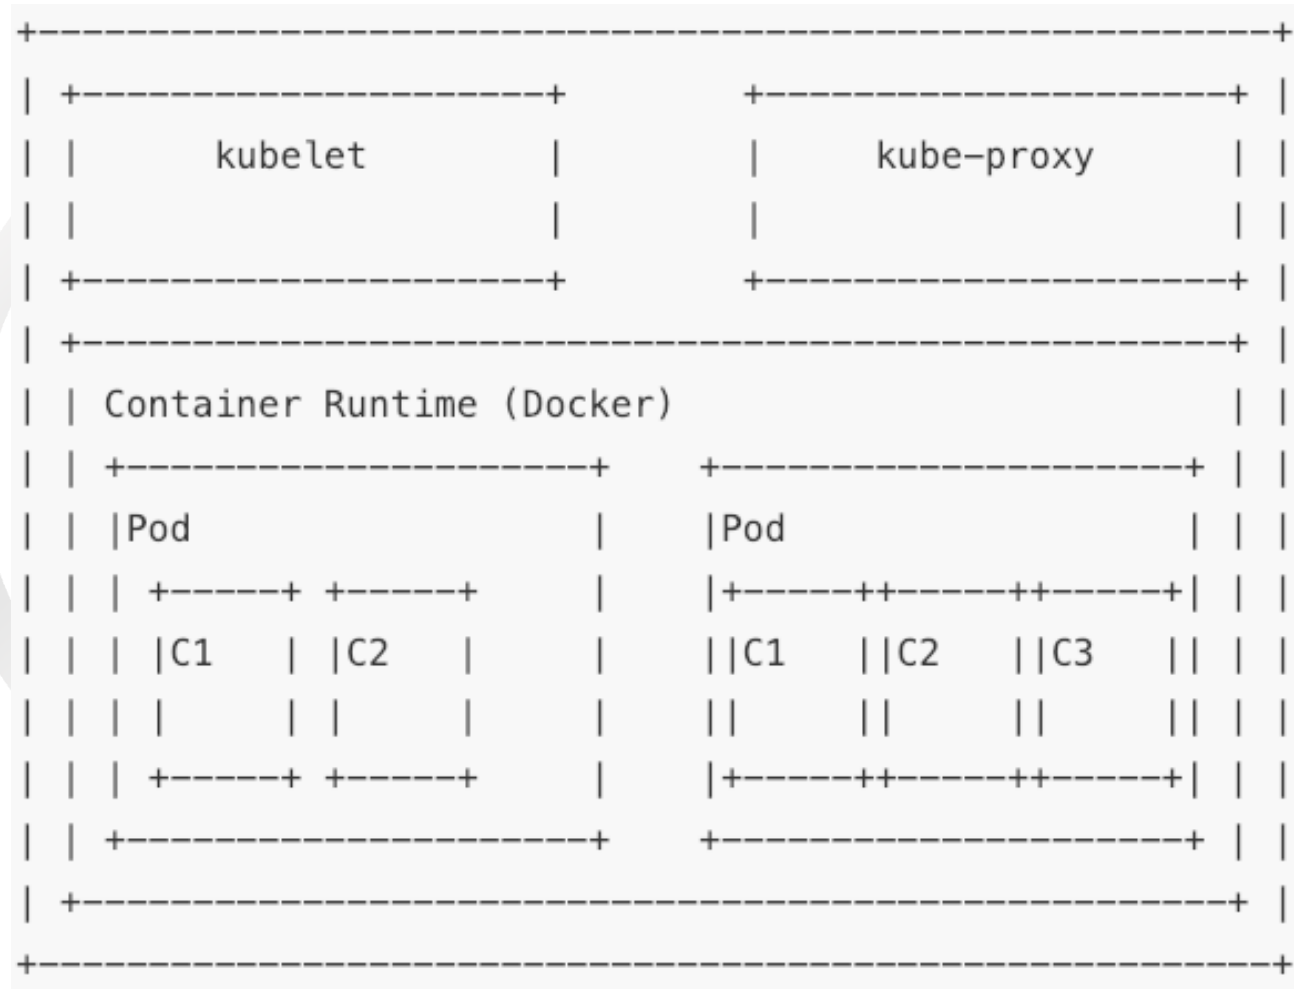 +--------------------------------------------------------+
| +---------------------+        +---------------------+ |
| |      kubelet        |        |     kube-proxy      | |
| |                     |        |                     | |
| +---------------------+        +---------------------+ |
| +----------------------------------------------------+ |
| | Container Runtime (Docker)                         | |
| | +---------------------+    +---------------------+ | |
| | |Pod                  |    |Pod                  | | |
| | | +-----+ +-----+     |    |+-----++-----++-----+| | |
| | | |C1   | |C2   |     |    ||C1   ||C2   ||C3   || | |
| | | |     | |     |     |    ||     ||     ||     || | |
| | | +-----+ +-----+     |    |+-----++-----++-----+| | |
| | +---------------------+    +---------------------+ | |
| +----------------------------------------------------+ |
+--------------------------------------------------------+